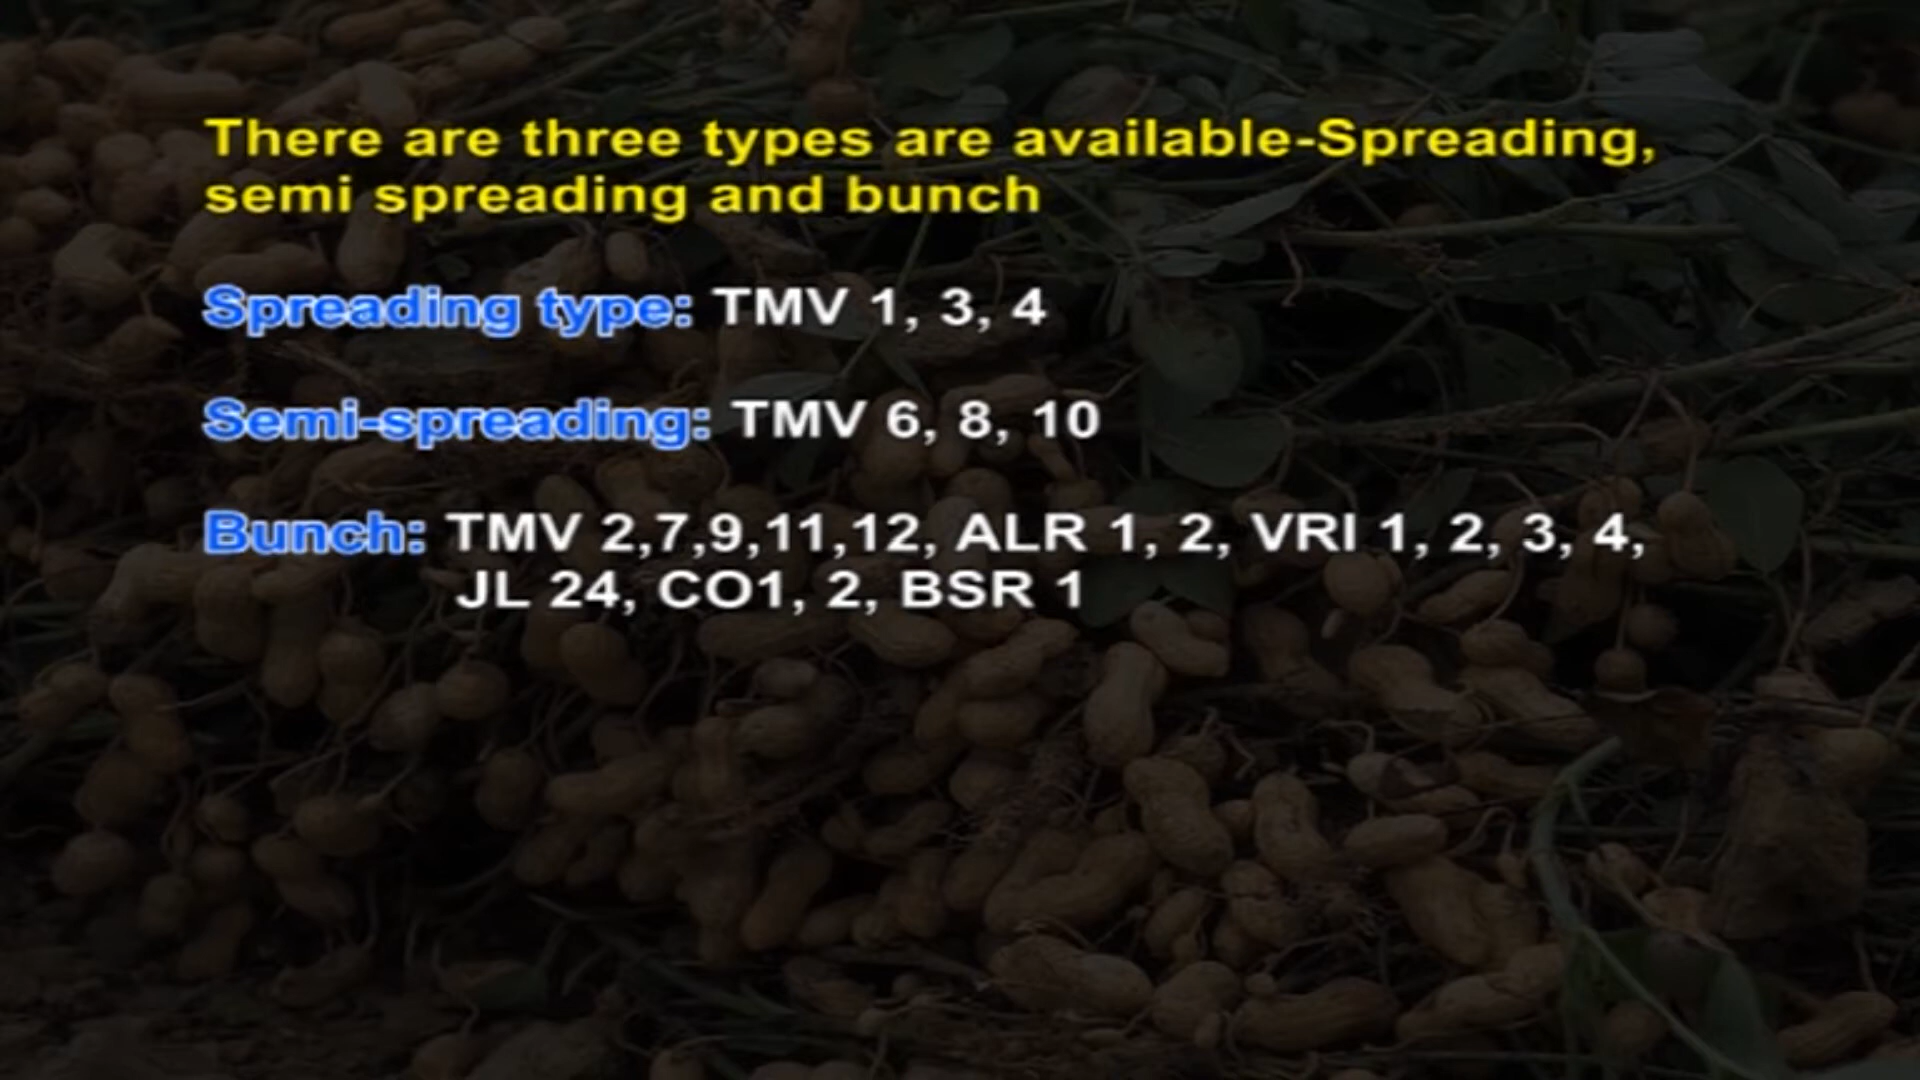 There are three types are available-Spreading,
semi spreading and bunch
Spreading type: TMV 1, 3, 4
Semi-spreading: TMV 6, 8, 10
Bunch: TMV 2,7,9,11,12, ALR 1, 2, VRI 1, 2, 3, 4,
JL 24, CO1, 2, BSR 1